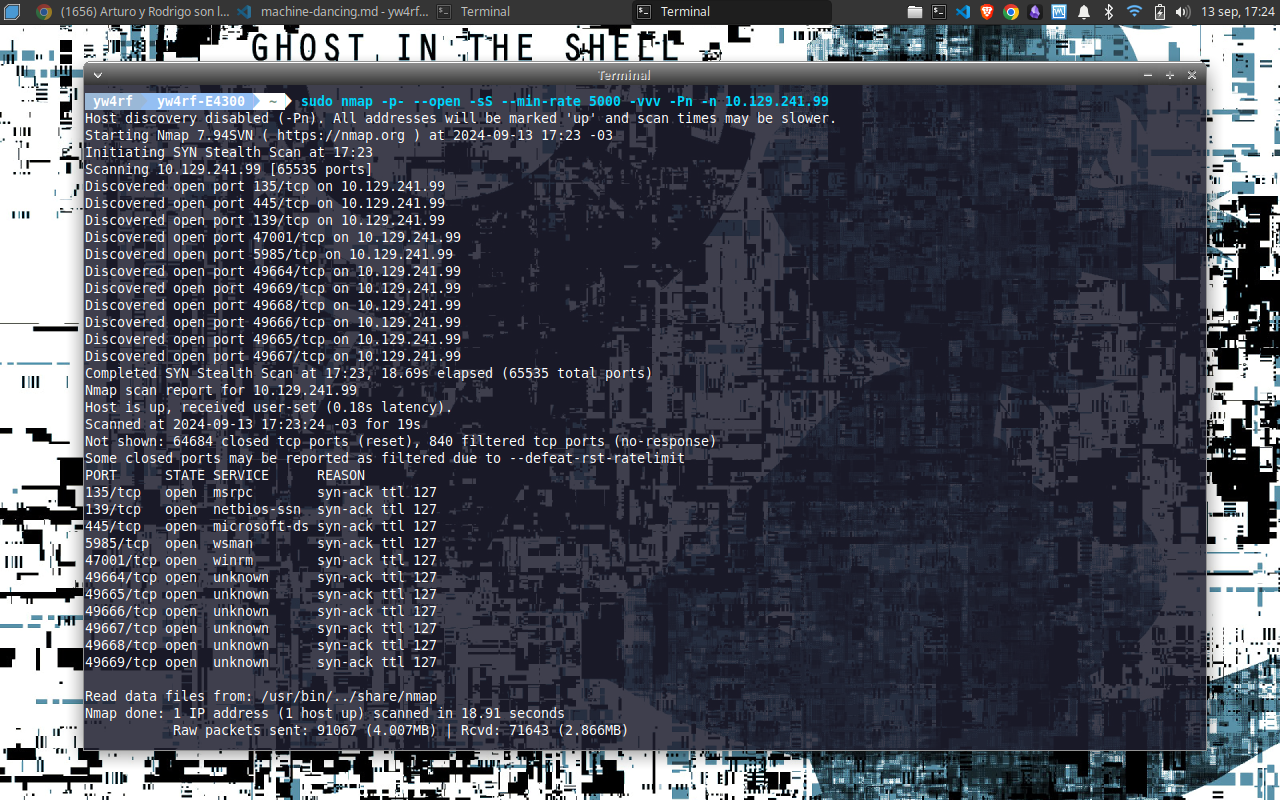 (1656) Arturo y Rodrigo son l...
machine-dancing.md - yw4rf...
Terminal
Terminal
13 sep, 17:24
GHOST IN THE SHELL
Terminal
yw4rf yw4rf-E4300 ~ sudo nmap -p- --open -sS --min-rate 5000 -vvv -Pn -n 10.129.241.99
Host discovery disabled (-Pn). All addresses will be marked 'up' and scan times may be slower.
Starting Nmap 7.94SVN ( https://nmap.org ) at 2024-09-13 17:23 -03
Initiating SYN Stealth Scan at 17:23
Scanning 10.129.241.99 [65535 ports]
Discovered open port 135/tcp on 10.129.241.99
Discovered open port 445/tcp on 10.129.241.99
Discovered open port 139/tcp on 10.129.241.99
Discovered open port 47001/tcp on 10.129.241.99
Discovered open port 5985/tcp on 10.129.241.99
Discovered open port 49664/tcp on 10.129.241.99
Discovered open port 49669/tcp on 10.129.241.99
Discovered open port 49668/tcp on 10.129.241.99
Discovered open port 49666/tcp on 10.129.241.99
Discovered open port 49665/tcp on 10.129.241.99
Discovered open port 49667/tcp on 10.129.241.99
Completed SYN Stealth Scan at 17:23, 18.69s elapsed (65535 total ports)
Nmap scan report for 10.129.241.99
Host is up, received user-set (0.18s latency).
Scanned at 2024-09-13 17:23:24 -03 for 19s
Not shown: 64684 closed tcp ports (reset), 840 filtered tcp ports (no-response)
Some closed ports may be reported as filtered due to --defeat-rst-ratelimit
PORT STATE SERVICE REASON
135/tcp open msrpc syn-ack ttl 127
139/tcp open netbios-ssn syn-ack ttl 127
445/tcp open microsoft-ds syn-ack ttl 127
5985/tcp open wsman syn-ack ttl 127
47001/tcp open winrm syn-ack ttl 127
49664/tcp open unknown syn-ack ttl 127
49665/tcp open unknown syn-ack ttl 127
49666/tcp open unknown syn-ack ttl 127
49667/tcp open unknown syn-ack ttl 127
49668/tcp open unknown syn-ack ttl 127
49669/tcp open unknown syn-ack ttl 127
Read data files from: /usr/bin/../share/nmap
Nmap done: 1 IP address (1 host up) scanned in 18.91 seconds
Raw packets sent: 91067 (4.007MB) | Rcvd: 71643 (2.866MB)